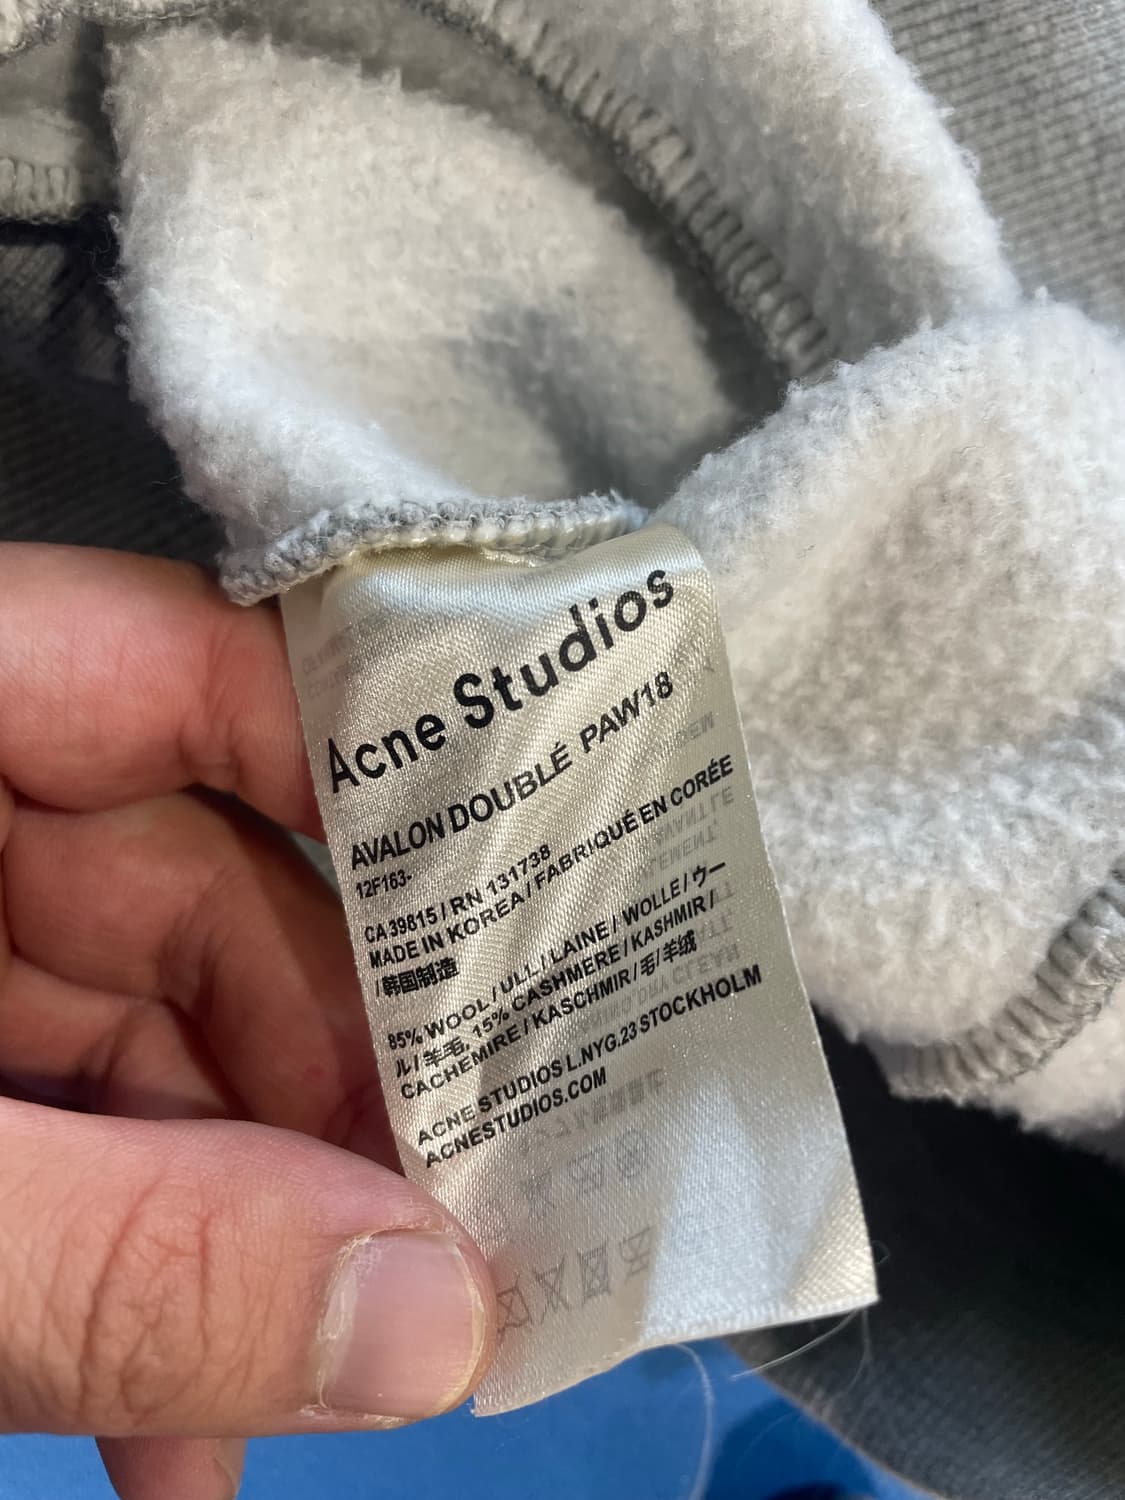 Acne Studios
AVALON DOUBLÉ PAW18
12F163-
CA 39815 / RN 131738
MADE IN KOREA / FABRIQUÉ EN CORÉE
/ 韩国制造
85% WOOL / ULL / LAINE / WOLLE / ウー
ル / 羊毛, 15% CASHMERE / KASHMIR /
CACHEMIRE / KASCHMIR / 毛 / 羊绒
ACNE STUDIOS L.NYG.23 STOCKHOLM
ACNESTUDIOS.COM